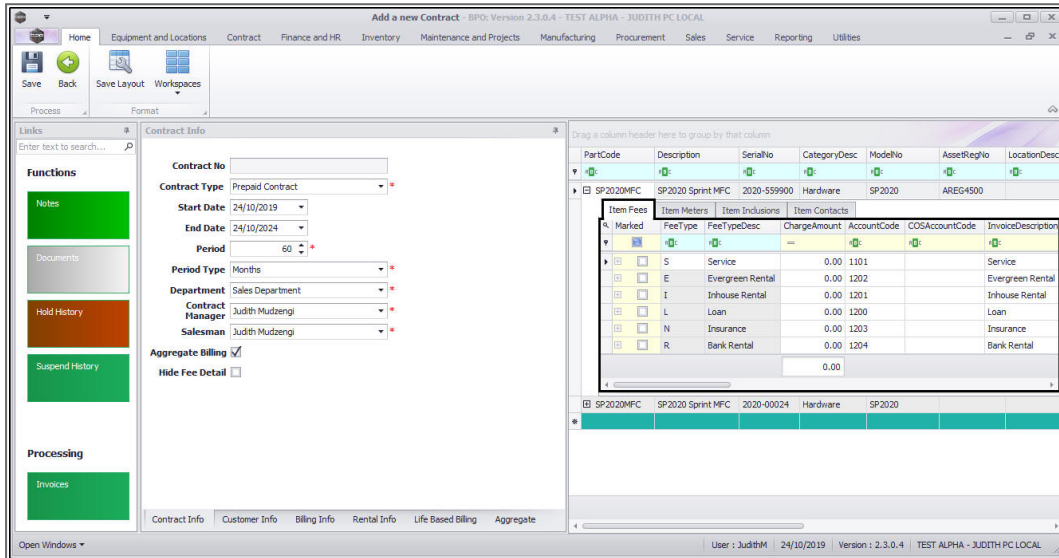 Add a new Contract - BPO: Version 2.3.0.4 - TEST ALPHA - JUDITH PC LOCAL
Home Equipment and Locations Contract Finance and HR Inventory Maintenance and Projects Manufacturing Procurement Sales Service Reporting Utilities
Save Back Save Layout Workspaces
Process Format
Links
Enter text to search...
Functions
Notes
Documents
Hold History
Suspend History
Processing
Invoices
Contract Info
Contract No
Contract Type Prepaid Contract *
Start Date 24/10/2019
End Date 24/10/2024
Period 60 *
Period Type Months *
Department Sales Department *
Contract Manager Judith Mudzengi *
Salesman Judith Mudzengi *
Aggregate Billing
Hide Fee Detail
Contract Info Customer Info Billing Info Rental Info Life Based Billing Aggregate
Drag a column header here to group by that column
PartCode Description SerialNo CategoryDesc ModelNo AssetRegNo LocationDesc
SP2020MFC SP2020 Sprint MFC 2020-559900 Hardware SP2020 AREG4500
Item Fees Item Meters Item Inclusions Item Contacts
Marked FeeType FeeTypeDesc ChargeAmount AccountCode COSAccountCode InvoiceDescription
=
S Service 0.00 1101 Service
E Evergreen Rental 0.00 1202 Evergreen Rental
I Inhouse Rental 0.00 1201 Inhouse Rental
L Loan 0.00 1200 Loan
N Insurance 0.00 1203 Insurance
R Bank Rental 0.00 1204 Bank Rental
0.00
SP2020MFC SP2020 Sprint MFC 2020-00024 Hardware SP2020
Open Windows User : JudithM 24/10/2019 Version : 2.3.0.4 TEST ALPHA - JUDITH PC LOCAL